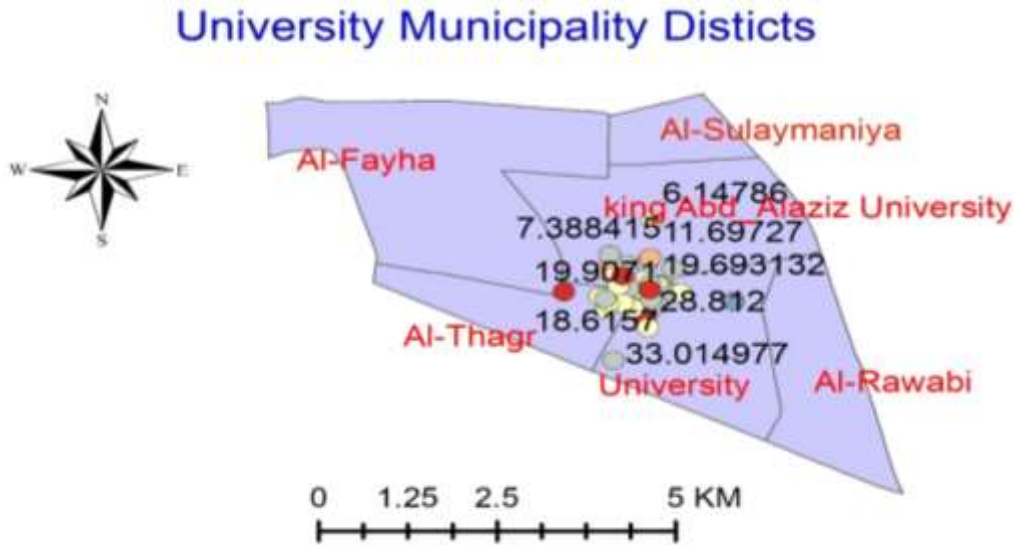 University Municipality Disticts
N
W E
S
Al-Sulaymaniya
Al-Fayha
6.14786
king Abd_Alaziz University
7.388415 11.69727
19.9071 19.693132
28.812
18.6157
Al-Thagr
33.014977
University Al-Rawabi
0 1.25 2.5 5 KM